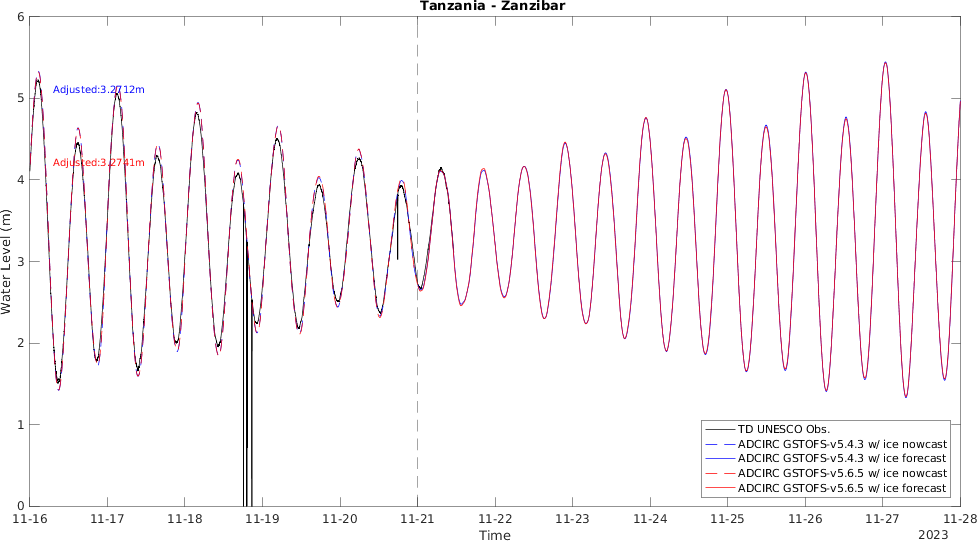 Tanzania - Zanzibar
6
5
4
3
2
1
0
Water Level (m)
Adjusted:3.2712m
Adjusted:3.2741m
TD UNESCO Obs.
ADCIRC GSTOFS-v5.4.3 w/ ice nowcast
ADCIRC GSTOFS-v5.4.3 w/ ice forecast
ADCIRC GSTOFS-v5.6.5 w/ ice nowcast
ADCIRC GSTOFS-v5.6.5 w/ ice forecast
11-16 11-17 11-18 11-19 11-20 11-21 11-22 11-23 11-24 11-25 11-26 11-27 11-28
Time
2023